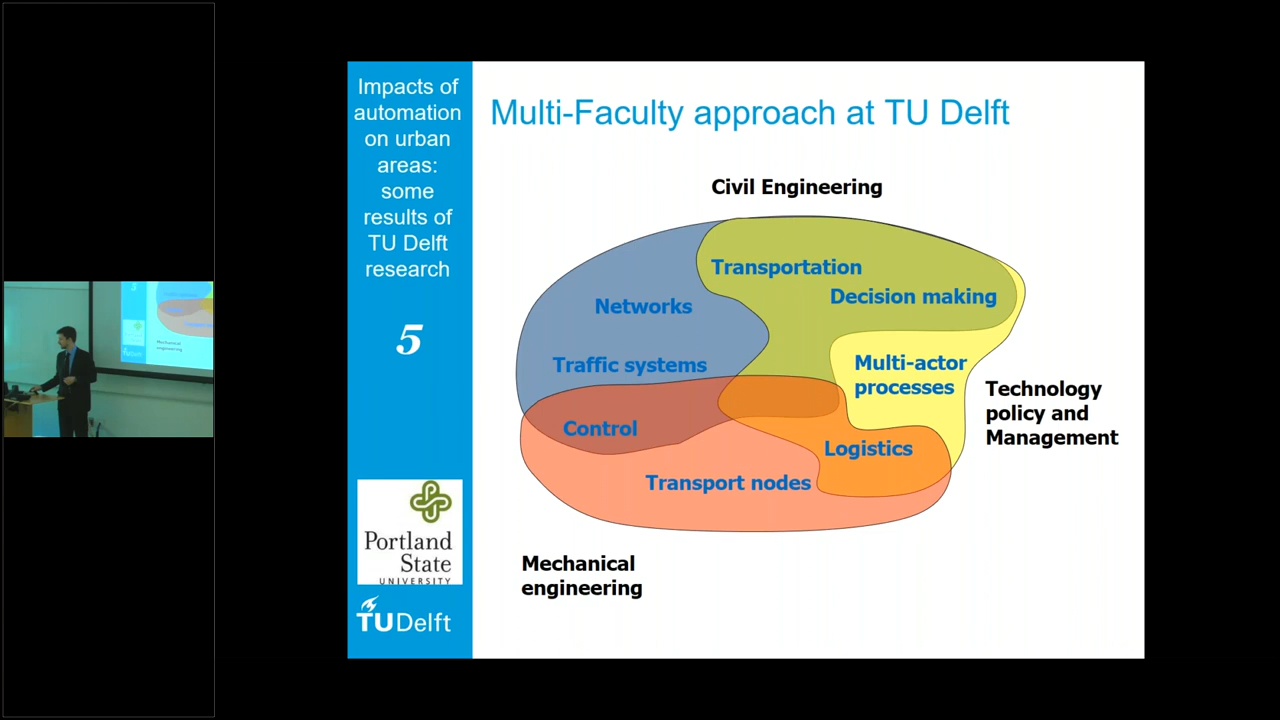 Impacts of
automation
on urban
areas:
some
results of
TU Delft
research
5
Portland
State
UNIVERSITY
TU Delft
Multi-Faculty approach at TU Delft
Civil Engineering
Transportation
Decision making
Networks
Traffic systems
Multi-actor
processes
Technology
policy and
Management
Control
Logistics
Transport nodes
Mechanical
engineering